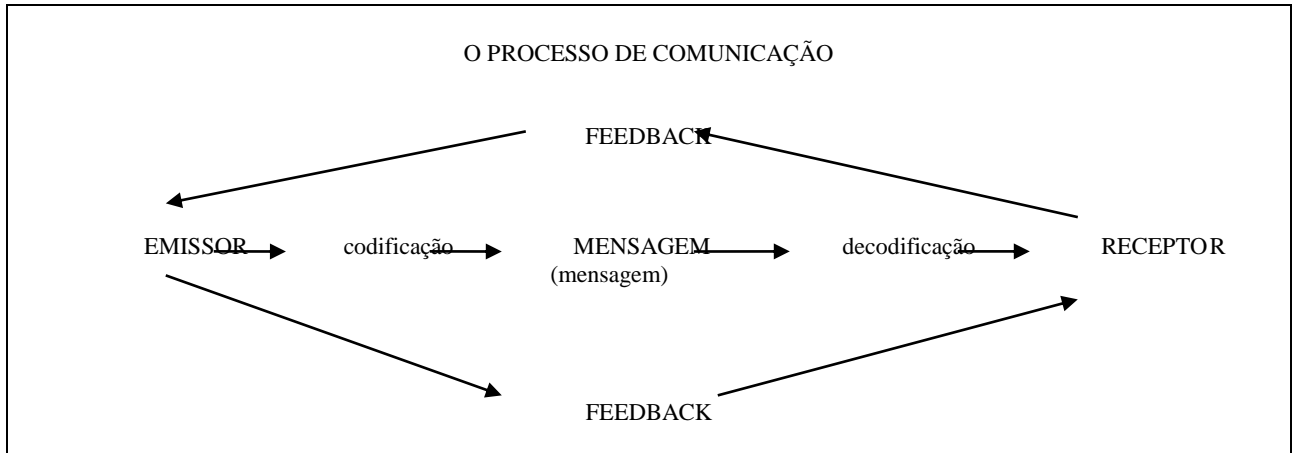 O PROCESSO DE COMUNICAÇÃO
FEEDBACK
EMISSOR codificação MENSAGEM decodificação RECEPTOR
(mensagem)
FEEDBACK